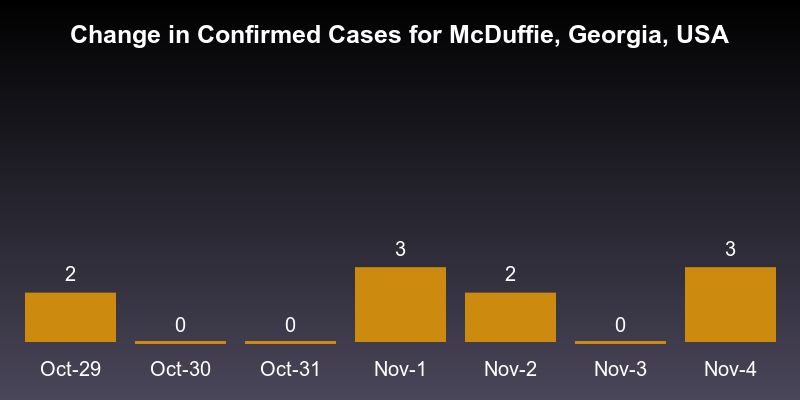 Change in Confirmed Cases for McDuffie, Georgia, USA
2 0 0 3 2 0 3
Oct-29 Oct-30 Oct-31 Nov-1 Nov-2 Nov-3 Nov-4